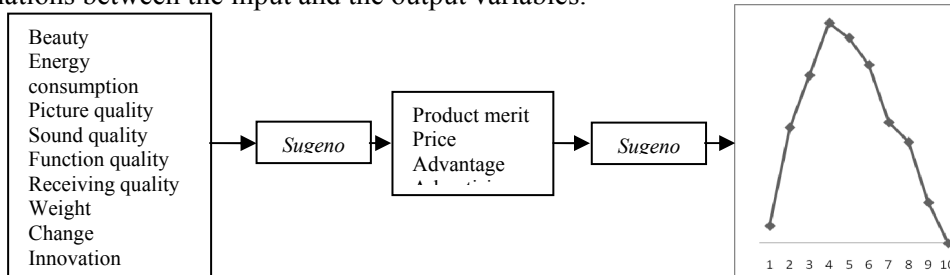 ations between the input and the output variables.
Beauty
Energy
consumption
Picture quality
Sound quality
Function quality
Receiving quality
Weight
Change
Innovation
Sugeno
Product merit
Price
Advantage
Sugeno
1 2 3 4 5 6 7 8 9 10